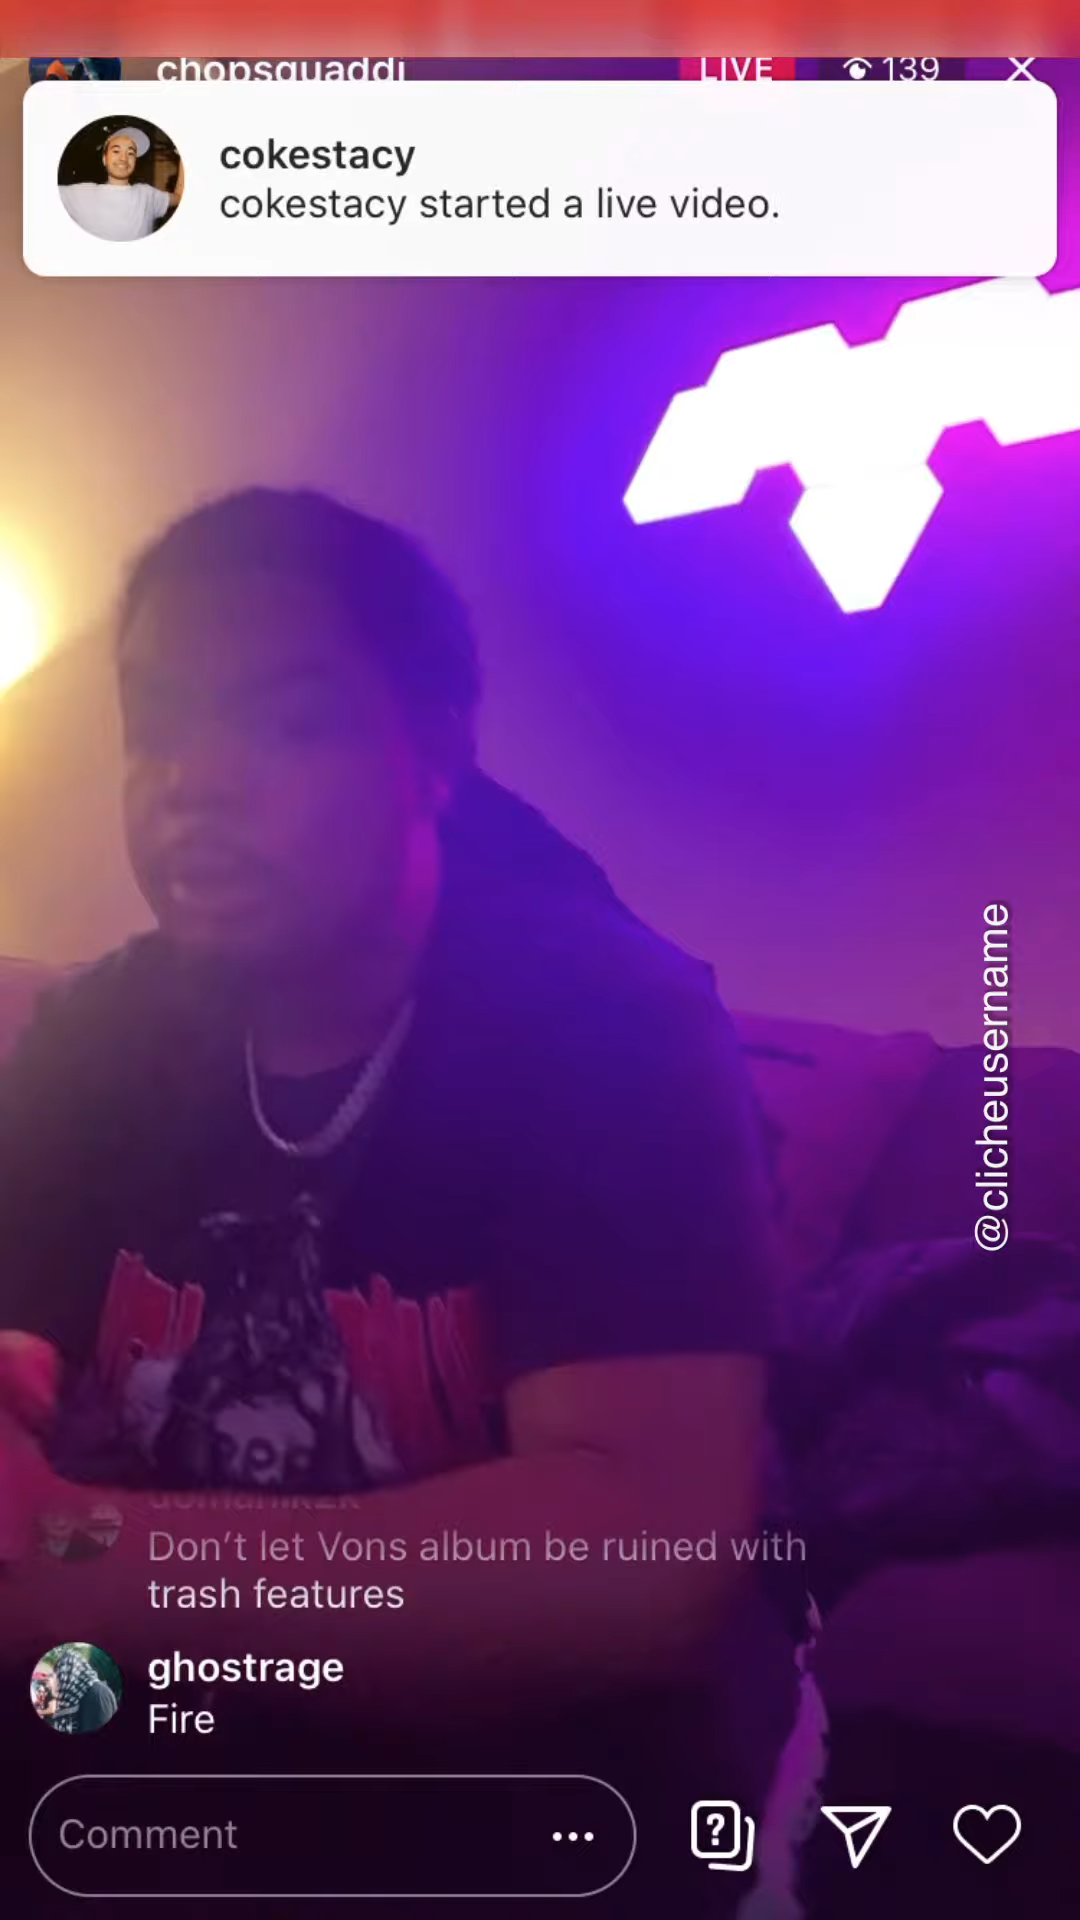 chopsquaddj
LIVE
139
cokestacy
cokestacy started a live video.
@clicheusername
Don’t let Vons album be ruined with
trash features
ghostrage
Fire
Comment